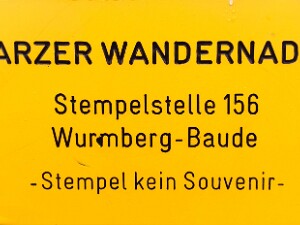 ARZER WANDERNAD
Stempelstelle 156
Wurmberg-Baude
-Stempel kein Souvenir-